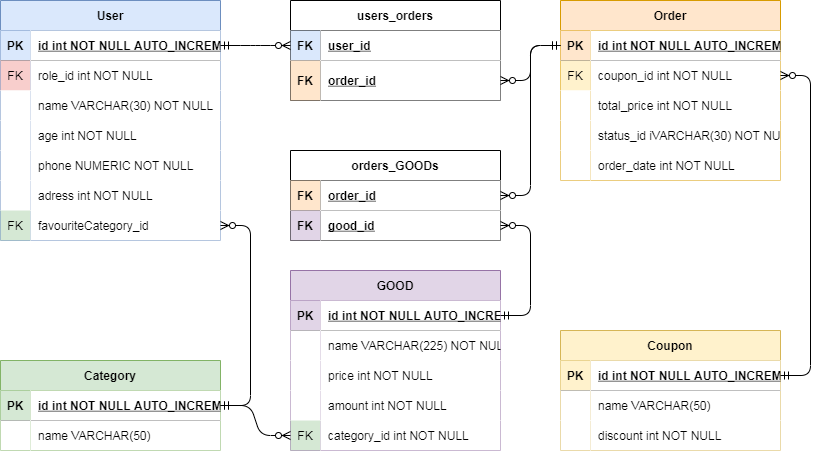 User
PK id int NOT NULL AUTO_INCREM
FK role_id int NOT NULL
name VARCHAR(30) NOT NULL
age int NOT NULL
phone NUMERIC NOT NULL
adress int NOT NULL
FK favouriteCategory_id
users_orders
FK user_id
FK order_id
Order
PK id int NOT NULL AUTO_INCREM
FK coupon_id int NOT NULL
total_price int NOT NULL
status_id iVARCHAR(30) NOT NU
order_date int NOT NULL
orders_GOODs
FK order_id
FK good_id
GOOD
PK id int NOT NULL AUTO_INCRE
name VARCHAR(225) NOT NUL
price int NOT NULL
amount int NOT NULL
FK category_id int NOT NULL
Category
PK id int NOT NULL AUTO_INCREM
name VARCHAR(50)
Coupon
PK id int NOT NULL AUTO_INCREM
name VARCHAR(50)
discount int NOT NULL